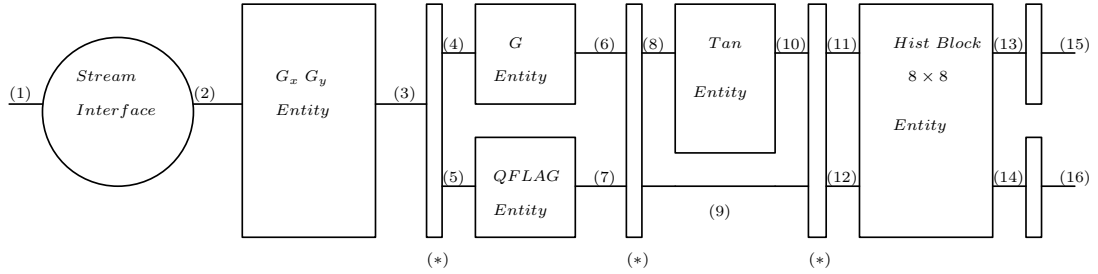 (1)
Stream
Interface
(2)
G_x G_y
Entity
(3)
(4)
G
Entity
(5)
QFLAG
Entity
(6)
(7)
(8)
Tan
Entity
(9)
(10)
(11)
(12)
Hist Block
8 × 8
Entity
(13)
(14)
(15)
(16)
(*)
(*)
(*)